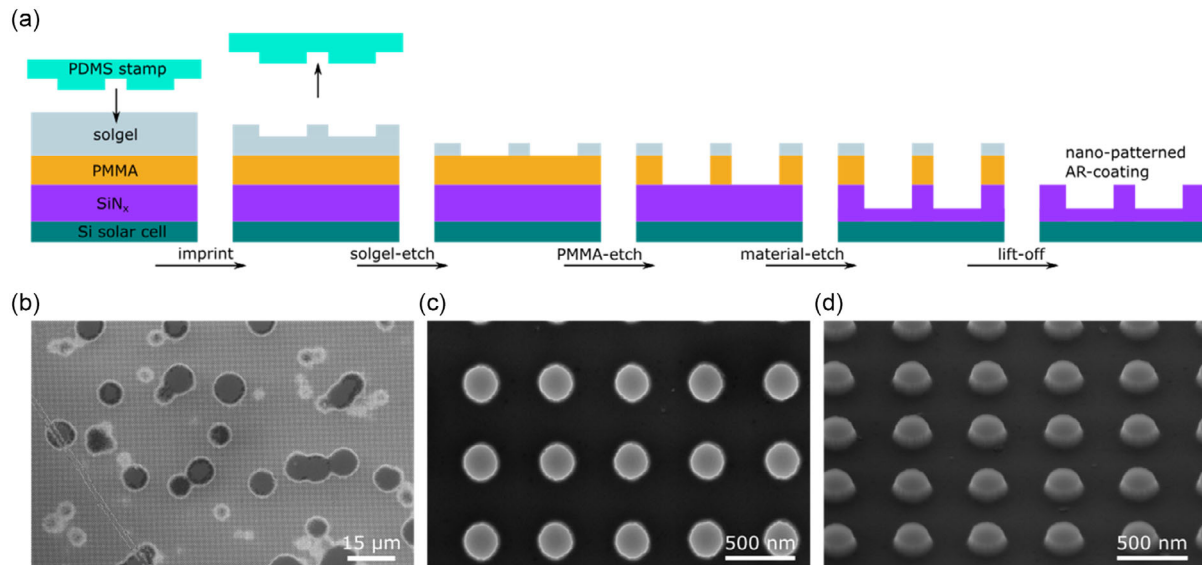 (a)
PDMS stamp
solgel
PMMA
SiNₓ
Si solar cell
nano-patterned
AR-coating
imprint
solgel-etch
PMMA-etch
material-etch
lift-off
(b)
(c)
(d)
15 μm
500 nm
500 nm